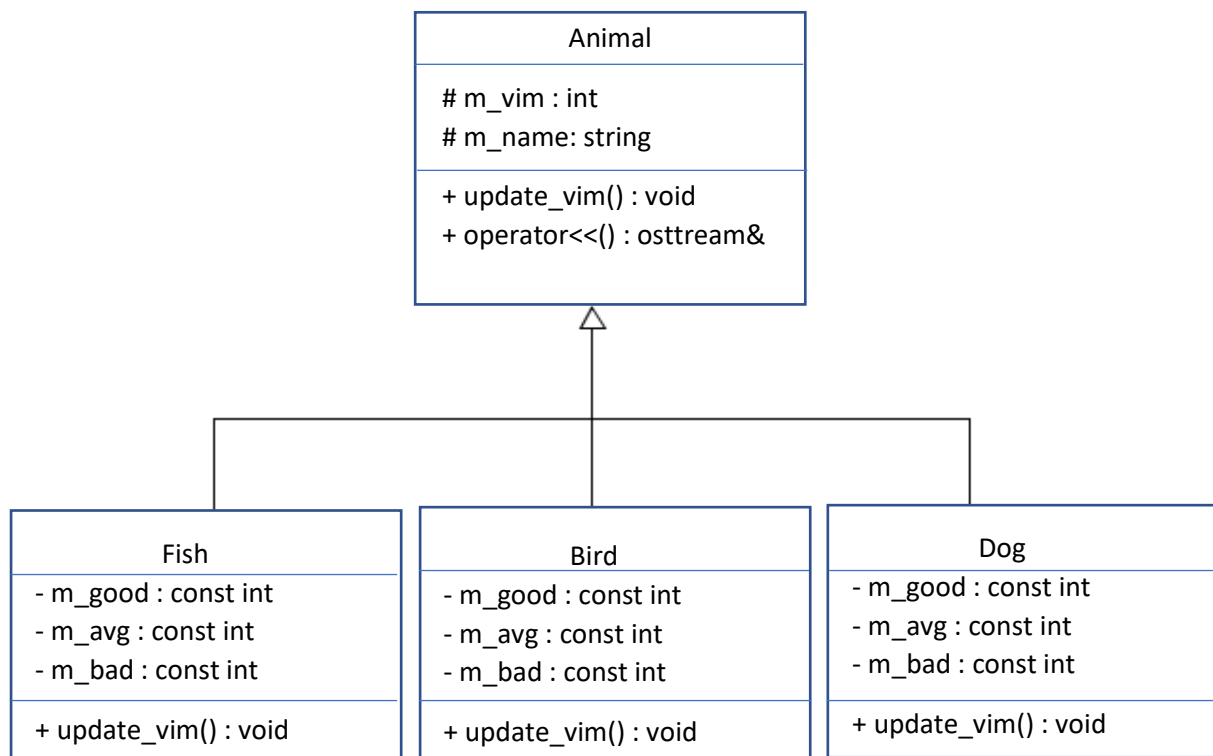 Animal
# m_vim : int
# m_name: string
+ update_vim() : void
+ operator<<() : osttream&
Fish
- m_good : const int
- m_avg : const int
- m_bad : const int
+ update_vim() : void
Bird
- m_good : const int
- m_avg : const int
- m_bad : const int
+ update_vim() : void
Dog
- m_good : const int
- m_avg : const int
- m_bad : const int
+ update_vim() : void